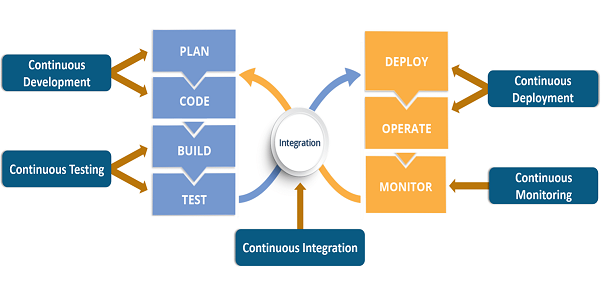 Continuous
Development
PLAN
CODE
Continuous Testing
BUILD
TEST
Integration
Continuous Integration
DEPLOY
OPERATE
MONITOR
Continuous
Deployment
Continuous
Monitoring